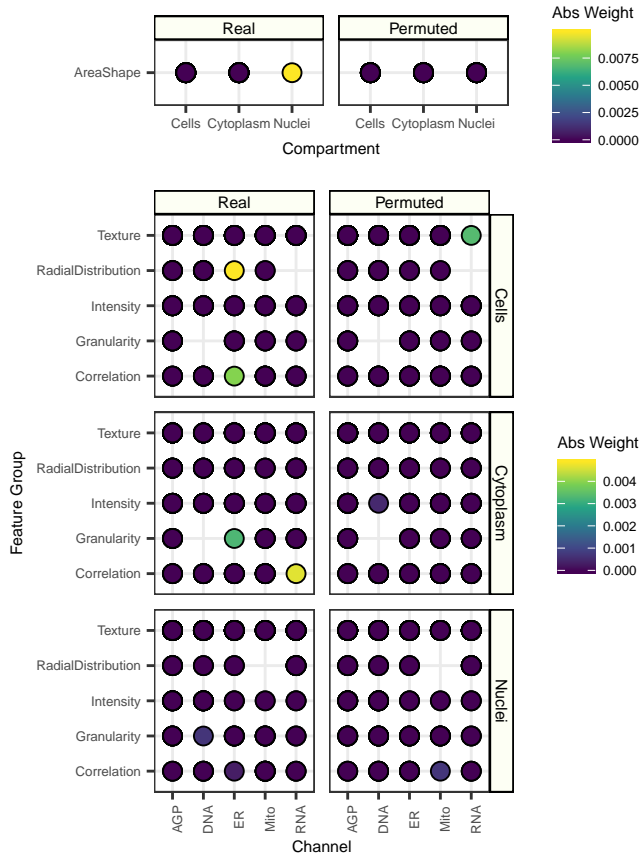 Abs Weight
Real
Permuted
0.0075
0.0050
0.0025
0.0000
AreaShape
Cells Cytoplasm Nuclei
Cells Cytoplasm Nuclei
Compartment
Real
Permuted
Texture
RadialDistribution
Intensity
Granularity
Correlation
Cells
Texture
RadialDistribution
Intensity
Granularity
Correlation
Cytoplasm
Abs Weight
0.004
0.003
0.002
0.001
0.000
Feature Group
Texture
RadialDistribution
Intensity
Granularity
Correlation
Nuclei
AGP
DNA
ER
Mito
RNA
AGP
DNA
ER
Mito
RNA
Channel